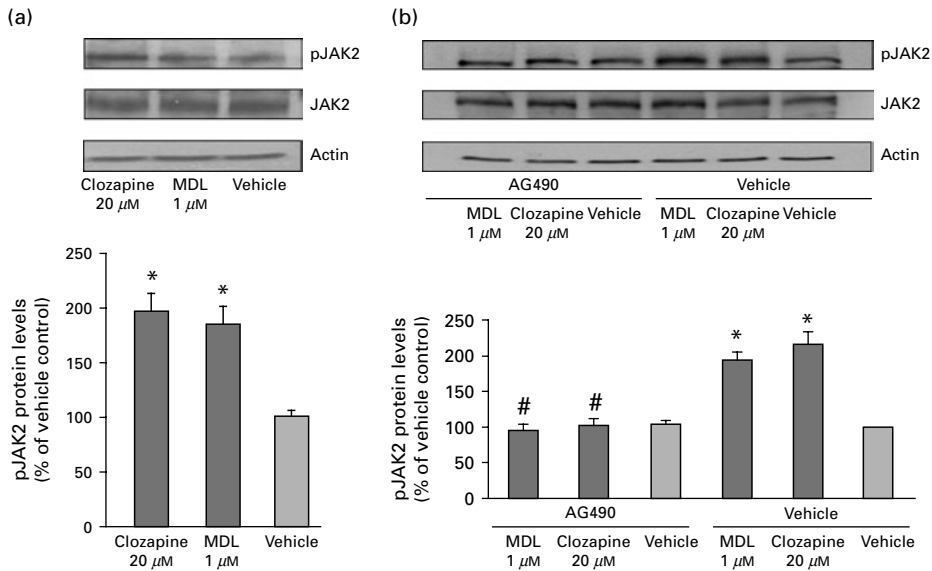 (a)
pJAK2
JAK2
Actin
Clozapine MDL Vehicle
20 µM 1 µM
pJAK2 protein levels
(% of vehicle control)
250
200
150
100
50
0
* *
Clozapine MDL Vehicle
20 µM 1 µM
(b)
pJAK2
JAK2
Actin
AG490 Vehicle
MDL Clozapine Vehicle MDL Clozapine Vehicle
1 µM 20 µM 1 µM 20 µM
pJAK2 protein levels
(% of vehicle control)
250
200
150
100
50
0
# # * *
AG490 Vehicle
MDL Clozapine Vehicle MDL Clozapine Vehicle
1 µM 20 µM 1 µM 20 µM